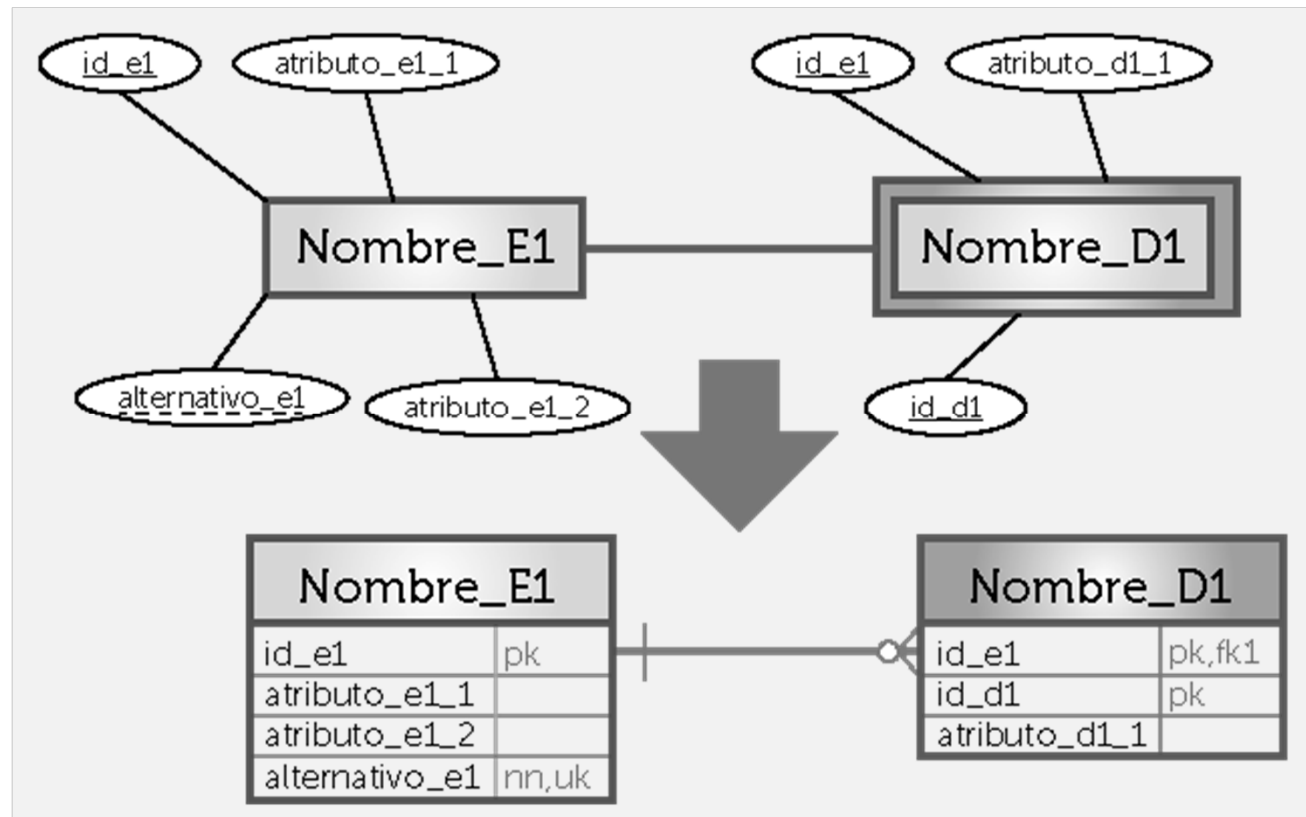 id_e1
atributo_e1_1
id_e1
atributo_d1_1
Nombre_E1
Nombre_D1
alternativo_e1
atributo_e1_2
id_d1
Nombre_E1
id_e1 pk
atributo_e1_1
atributo_e1_2
alternativo_e1 nn,uk
Nombre_D1
id_e1 pk,fk1
id_d1 pk
atributo_d1_1